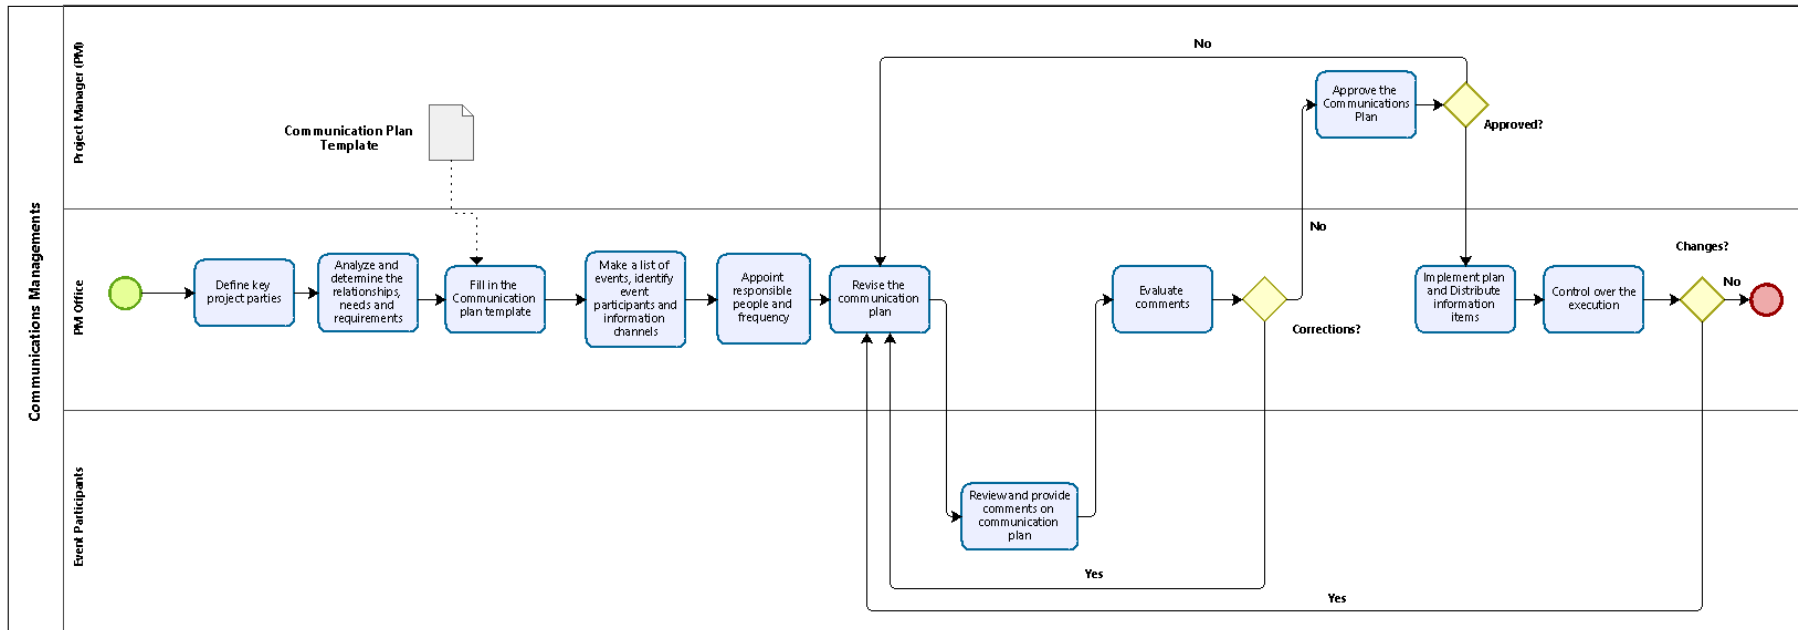 Communications Managements
Project Manager (PM)
PM Office
Event Participants
Communication Plan
Template
No
Approve the
Communications
Plan
Approved?
Define key
project parties
Analyze and
determine the
relationships,
needs and
requirements
Fill in the
Communication
plan template
Make a list of
events, identify
event
participants and
information
channels
Appoint
responsible
people and
frequency
Revise the
communication
plan
Evaluate
comments
No
Corrections?
Implement plan
and Distribute
information
items
Control over the
execution
Changes?
No
Review and provide
comments on
communication
plan
Yes
Yes